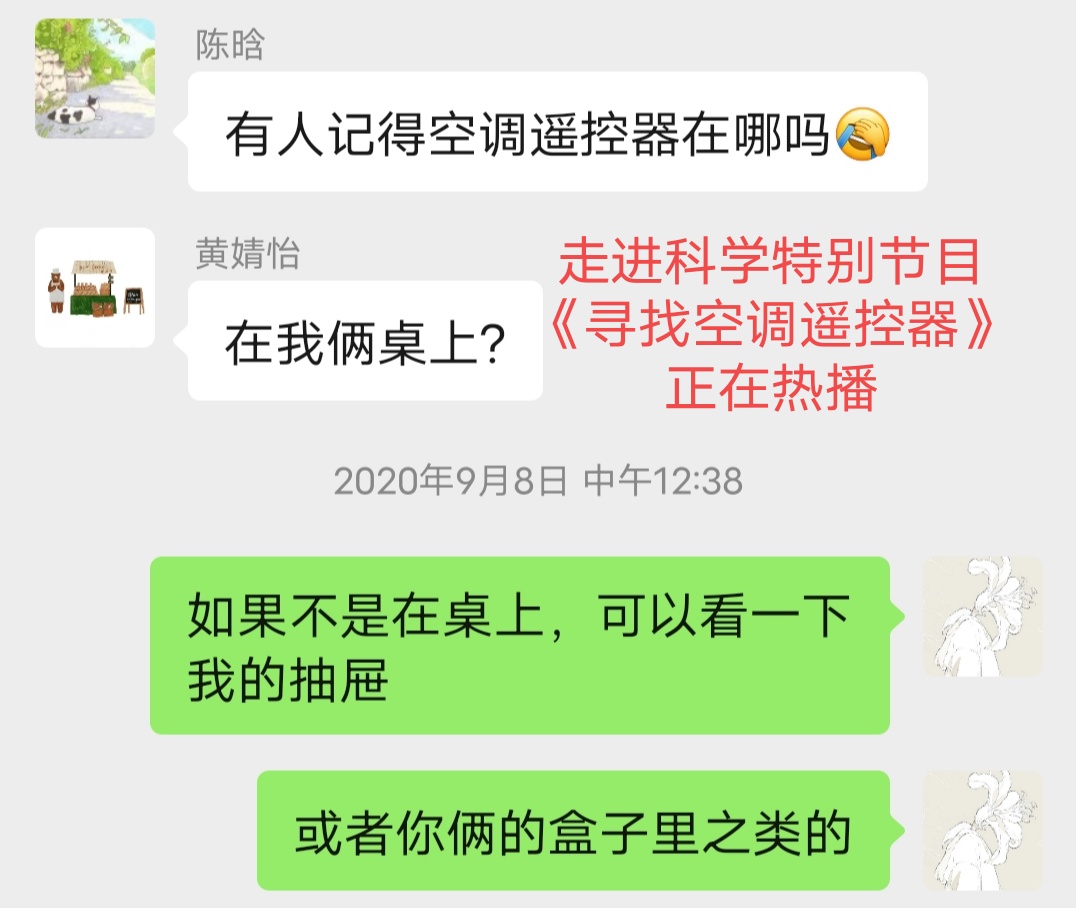 陈晗
有人记得空调遥控器在哪吗🤣
黄婧怡
在我俩桌上?
走进科学特别节目
《寻找空调遥控器》
正在热播
2020年9月8日 中午12:38
如果不是在桌上，可以看一下
我的抽屉
或者你俩的盒子里之类的